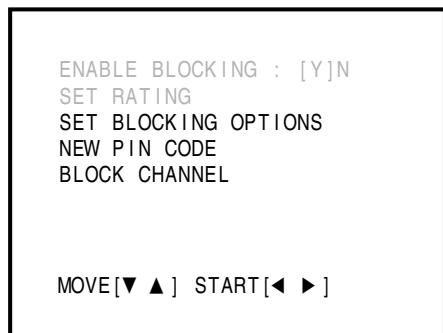 ENABLE BLOCKING : [Y]N
SET RATING
SET BLOCKING OPTIONS
NEW PIN CODE
BLOCK CHANNEL
MOVE[▼ ▲] START[◀ ▶]